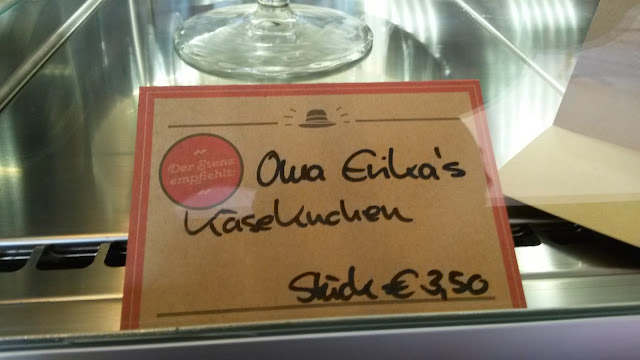 Der Stenz
empfiehlt:
Oma Erika's
Käsekuchen
Stück € 3,50